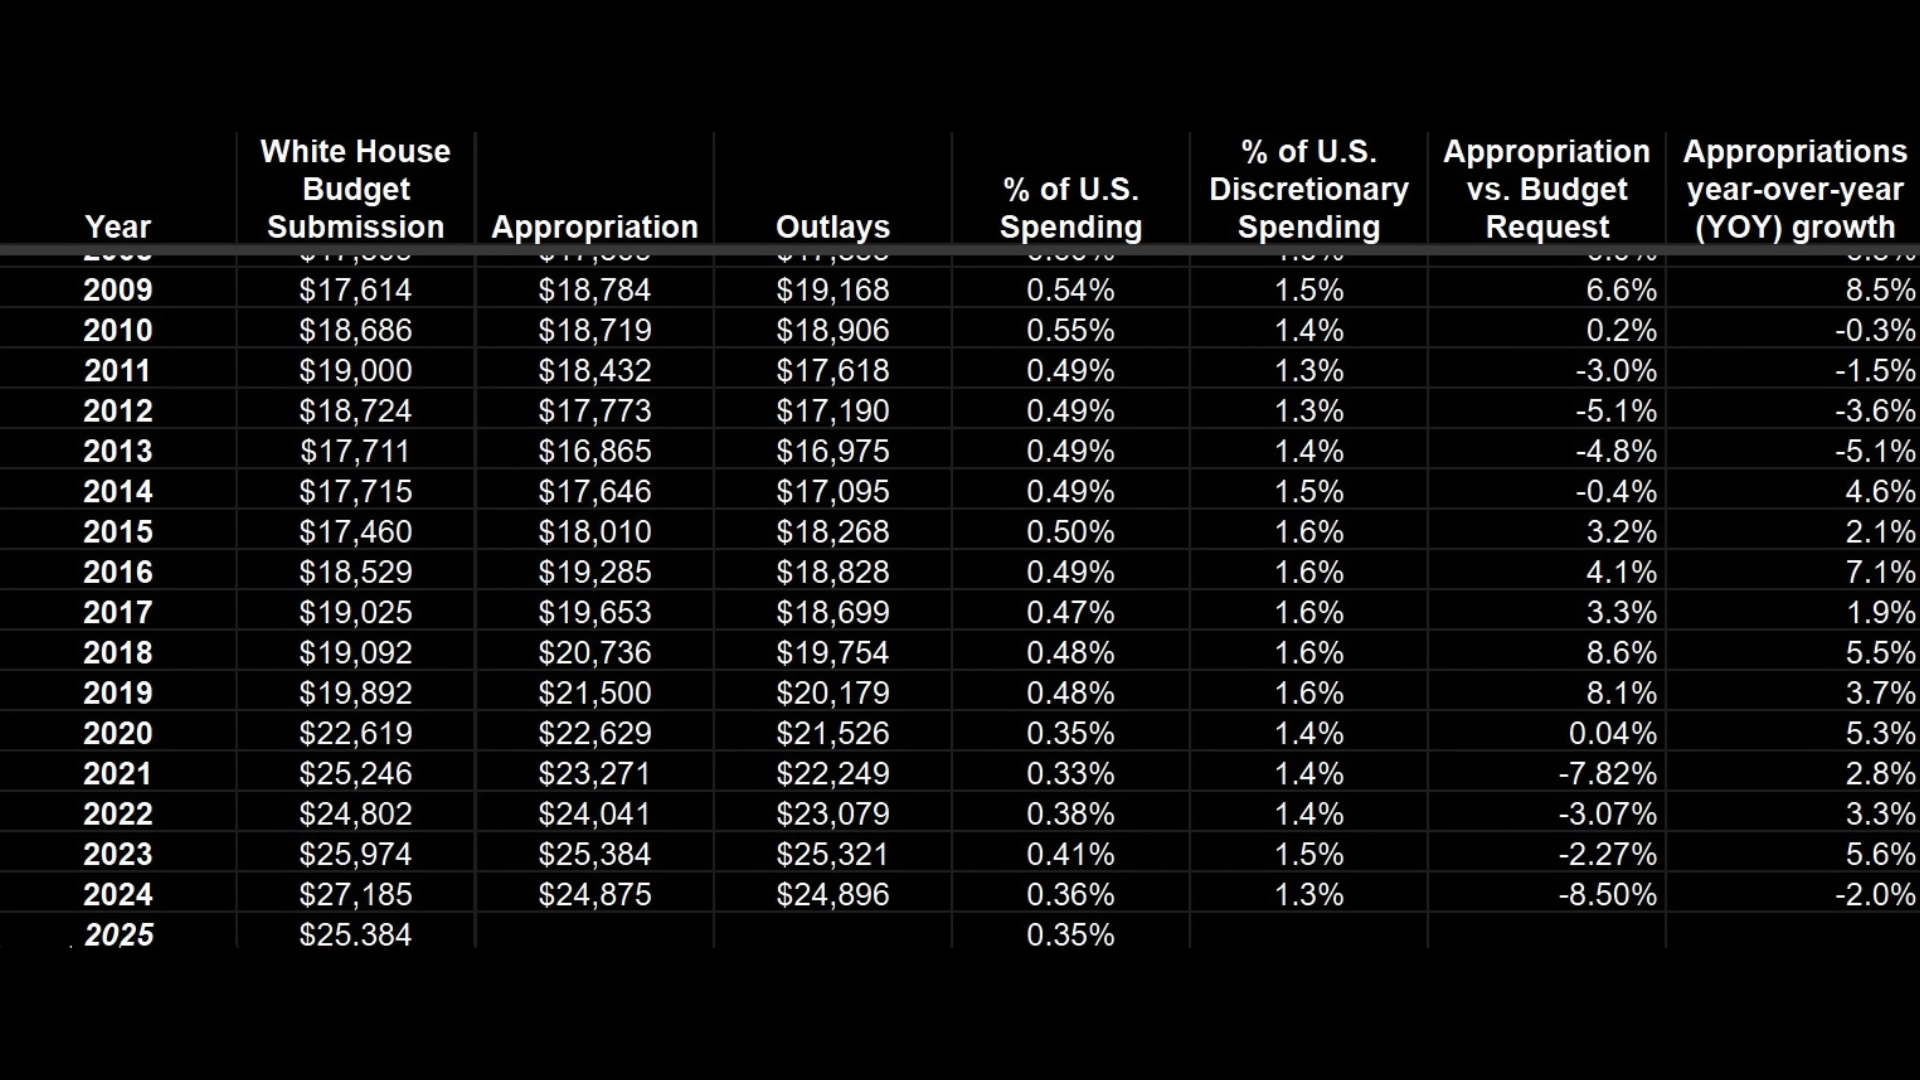 Year White House Budget Submission Appropriation Outlays % of U.S. Spending % of U.S. Discretionary Spending Appropriation vs. Budget Request Appropriations year-over-year (YOY) growth
2009 $17,614 $18,784 $19,168 0.54% 1.5% 6.6% 8.5%
2010 $18,686 $18,719 $18,906 0.55% 1.4% 0.2% -0.3%
2011 $19,000 $18,432 $17,618 0.49% 1.3% -3.0% -1.5%
2012 $18,724 $17,773 $17,190 0.49% 1.3% -5.1% -3.6%
2013 $17,711 $16,865 $16,975 0.49% 1.4% -4.8% -5.1%
2014 $17,715 $17,646 $17,095 0.49% 1.5% -0.4% 4.6%
2015 $17,460 $18,010 $18,268 0.50% 1.6% 3.2% 2.1%
2016 $18,529 $19,285 $18,828 0.49% 1.6% 4.1% 7.1%
2017 $19,025 $19,653 $18,699 0.47% 1.6% 3.3% 1.9%
2018 $19,092 $20,736 $19,754 0.48% 1.6% 8.6% 5.5%
2019 $19,892 $21,500 $20,179 0.48% 1.6% 8.1% 3.7%
2020 $22,619 $22,629 $21,526 0.35% 1.4% 0.04% 5.3%
2021 $25,246 $23,271 $22,249 0.33% 1.4% -7.82% 2.8%
2022 $24,802 $24,041 $23,079 0.38% 1.4% -3.07% 3.3%
2023 $25,974 $25,384 $25,321 0.41% 1.5% -2.27% 5.6%
2024 $27,185 $24,875 $24,896 0.36% 1.3% -8.50% -2.0%
2025 $25.384 0.35%